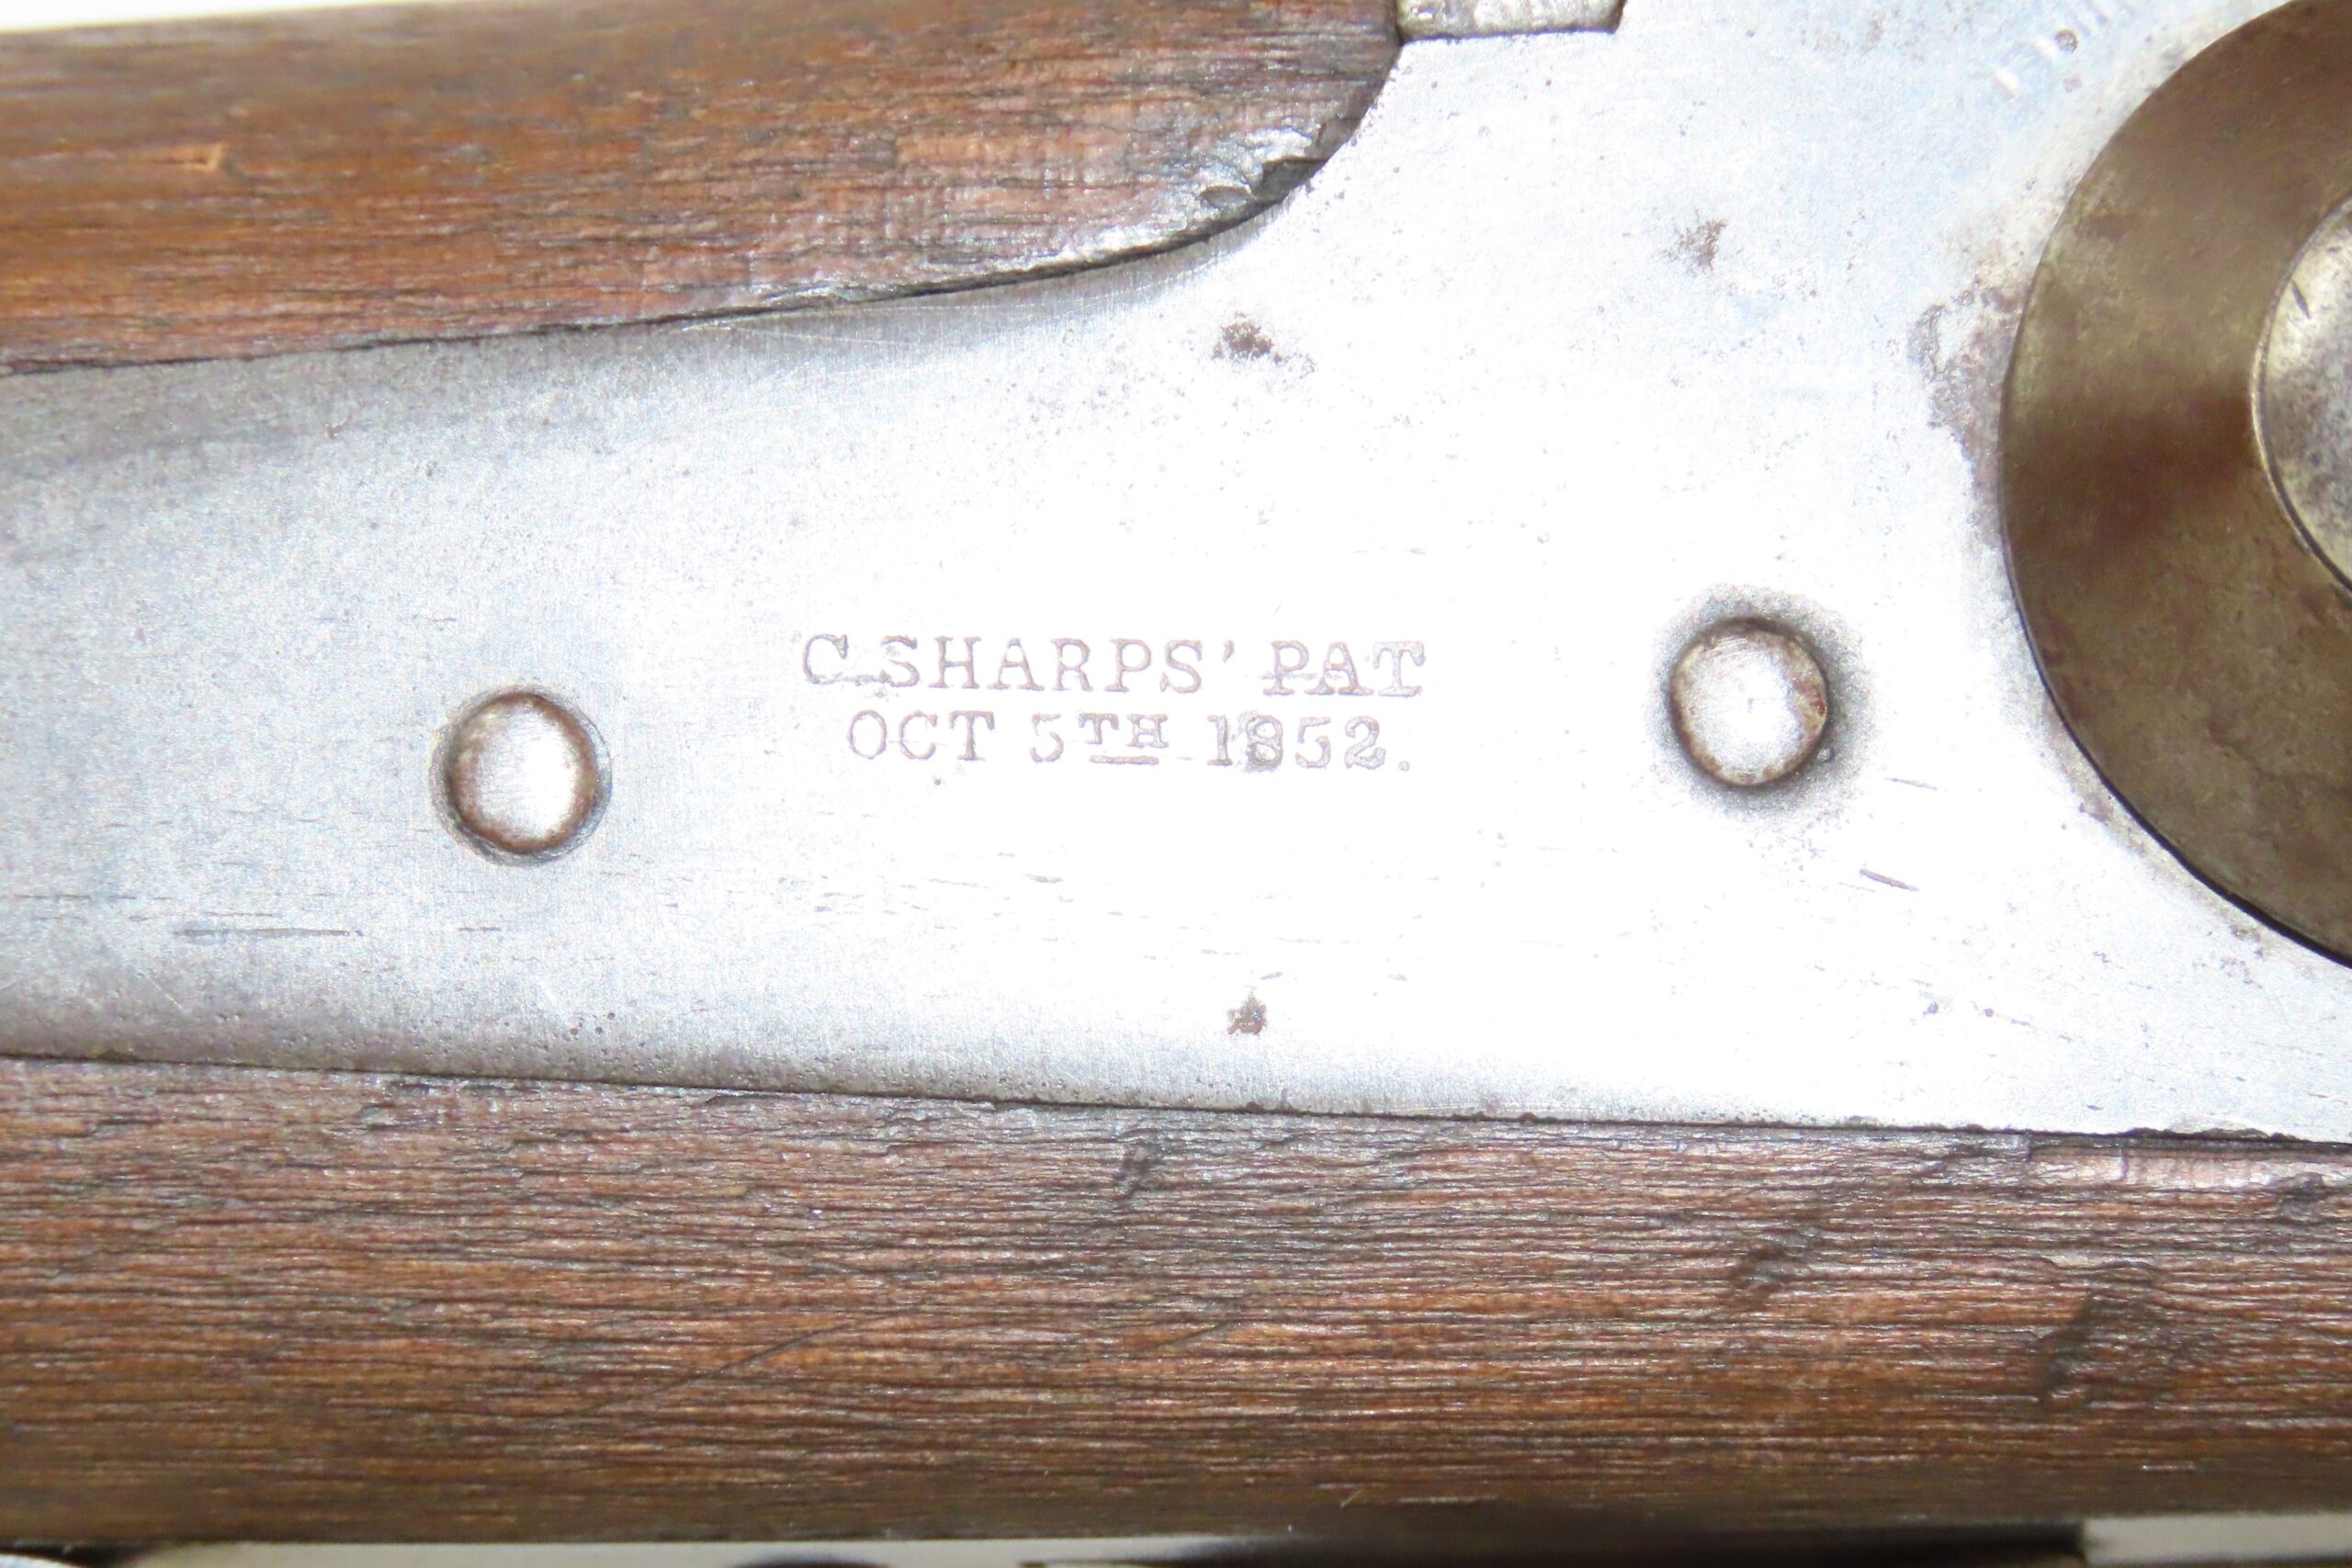 C. SHARPS' PAT
OCT 5TH 1852.